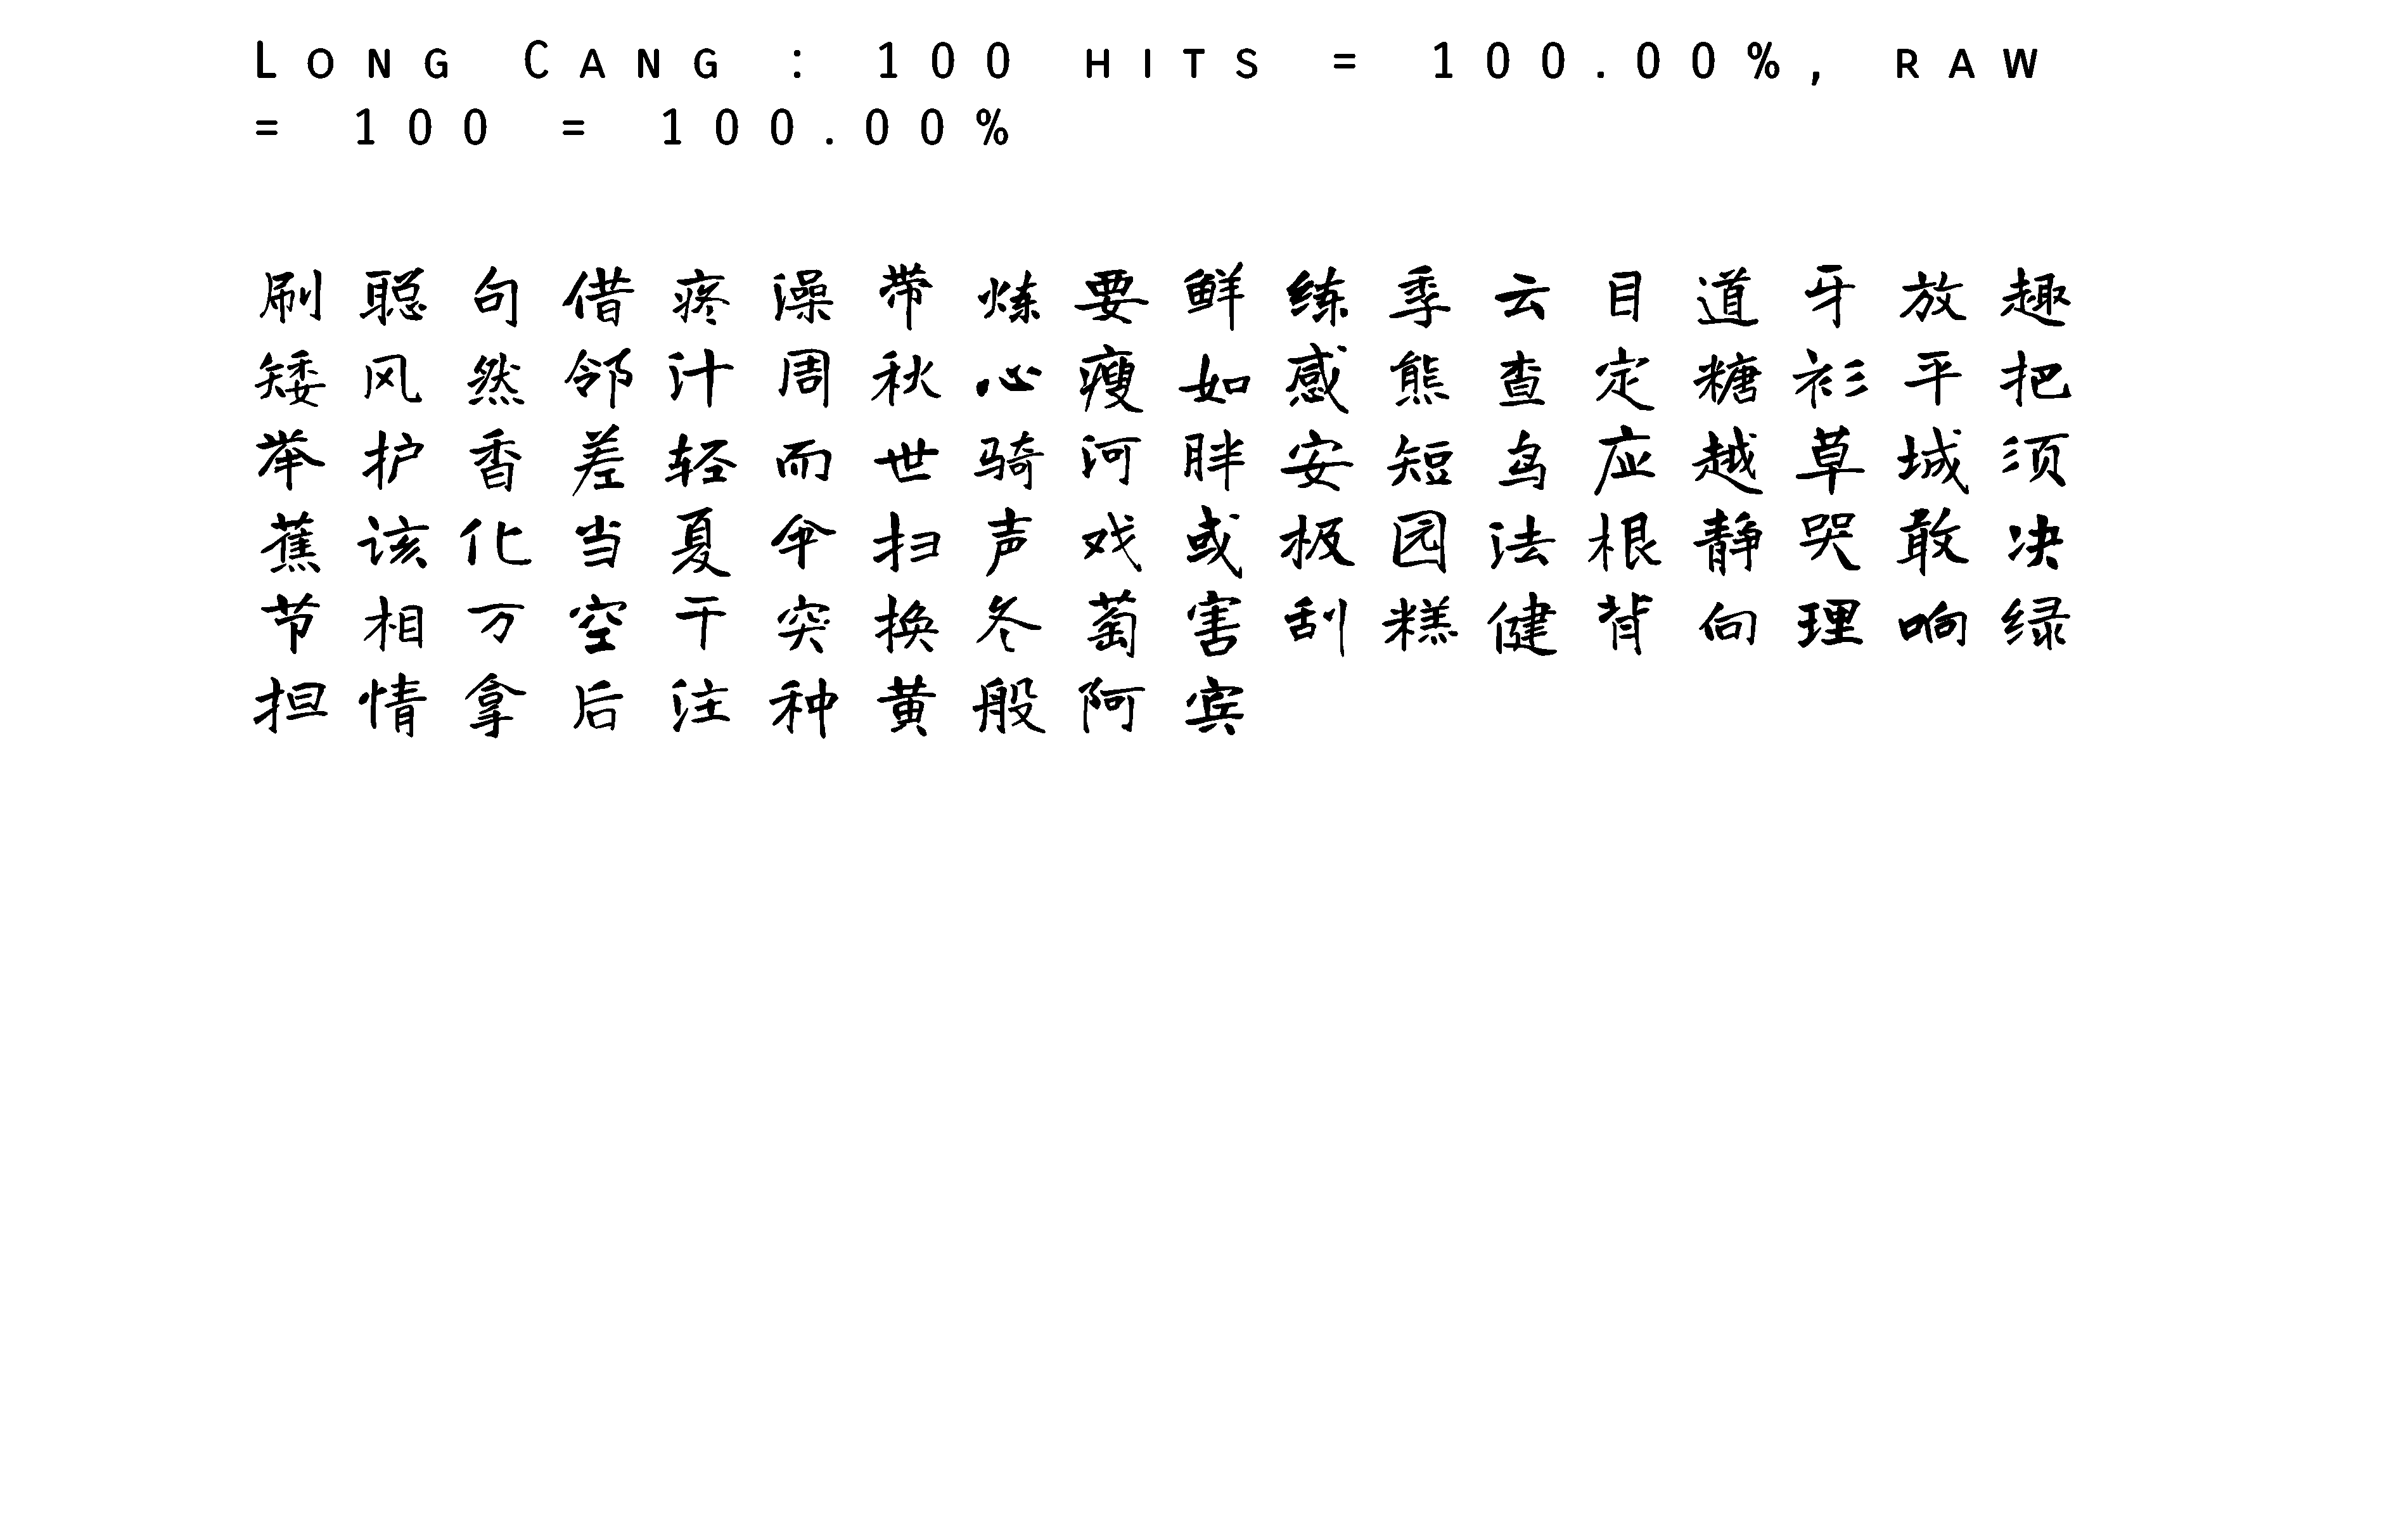 Long Cang : 100 hits = 100.00%, raw
= 100 = 100.00%
刷 聪 句 借 疼 澡 带 炼 要 鲜 练 季 云 目 道 牙 放 趣
矮 风 然 邻 汁 周 秋 心 瘦 如 感 熊 查 定 糖 衫 平 把
举 护 香 差 轻 而 世 骑 河 胖 安 短 鸟 应 越 草 城 须
蕉 该 化 当 夏 伞 扫 声 戏 或 极 园 法 根 静 哭 敢 决
节 相 万 空 干 突 换 冬 萄 害 刮 糕 健 背 向 理 响 绿
担 情 拿 后 注 种 黄 般 阿 宾